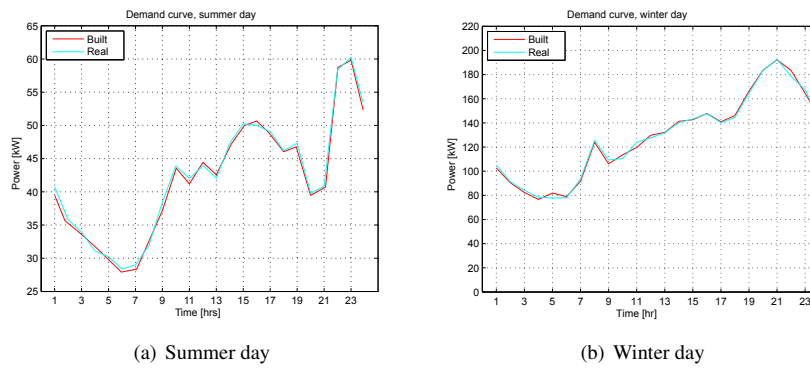 Demand curve, summer day
Built
Real
65
60
55
50
45
40
35
30
25
Power [kW]
1 3 5 7 9 11 13 15 17 19 21 23
Time [hrs]
(a) Summer day
Demand curve, winter day
Built
Real
220
200
180
160
140
120
100
80
60
40
20
0
Power [kW]
1 3 5 7 9 11 13 15 17 19 21 23
Time [hr]
(b) Winter day